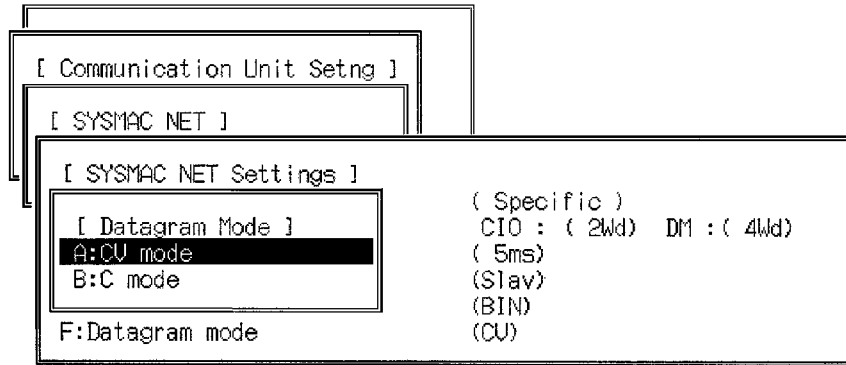 [ Communication Unit Setng ]
[ SYSMAC NET ]
[ SYSMAC NET Settings ]
( Specific )
[ Datagram Mode ] CIO : ( 2Wd) DM :( 4Wd)
A:CV mode ( 5ms)
B:C mode (Slav)
(BIN)
F:Datagram mode (CV)